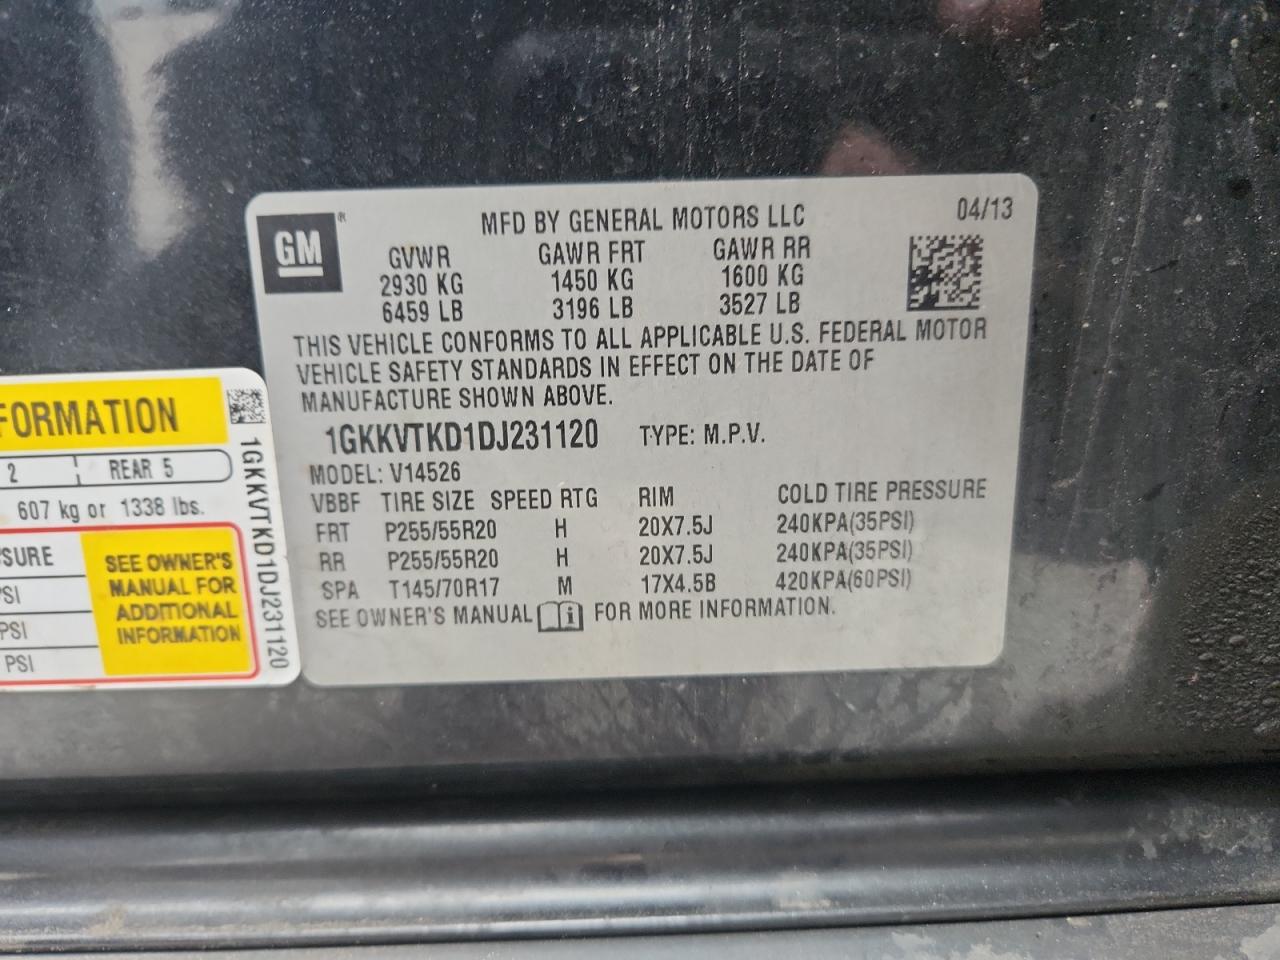 GM ®
MFD BY GENERAL MOTORS LLC 04/13
GVWR GAWR FRT GAWR RR
2930 KG 1450 KG 1600 KG
6459 LB 3196 LB 3527 LB
THIS VEHICLE CONFORMS TO ALL APPLICABLE U.S. FEDERAL MOTOR
VEHICLE SAFETY STANDARDS IN EFFECT ON THE DATE OF
MANUFACTURE SHOWN ABOVE.
1GKKVTKD1DJ231120 TYPE: M.P.V.
MODEL: V14526
VBBF TIRE SIZE SPEED RTG RIM COLD TIRE PRESSURE
FRT P255/55R20 H 20X7.5J 240KPA(35PSI)
RR P255/55R20 H 20X7.5J 240KPA(35PSI)
SPA T145/70R17 M 17X4.5B 420KPA(60PSI)
SEE OWNER'S MANUAL FOR MORE INFORMATION.
FORMATION
2 REAR 5
607 kg or 1338 lbs.
SURE
PSI
PSI
PSI
SEE OWNER'S
MANUAL FOR
ADDITIONAL
INFORMATION
1GKKVTKD1DJ231120